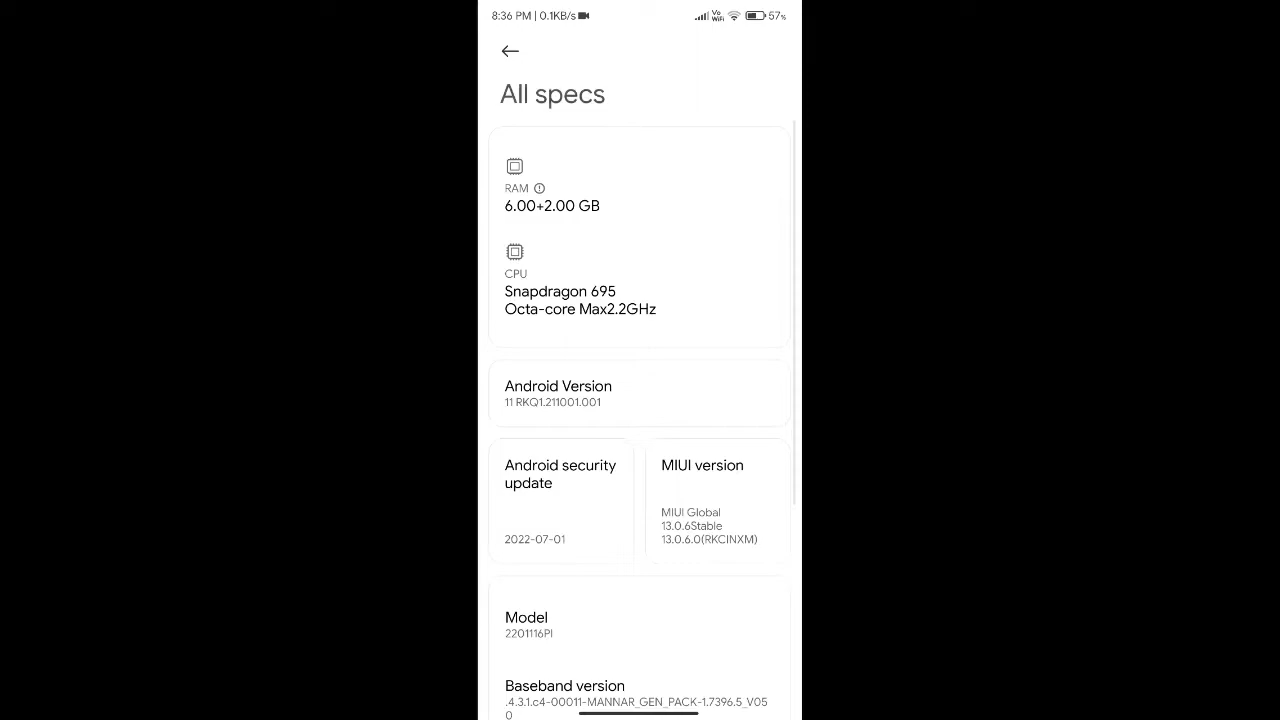 8:36 PM | 0.1KB/s Vo WiFi 57%
All specs
RAM
6.00+2.00 GB
CPU
Snapdragon 695
Octa-core Max2.2GHz
Android Version
11 RKQ1.211001.001
Android security
update
2022-07-01
MIUI version
MIUI Global
13.0.6Stable
13.0.6.0(RKCINXM)
Model
2201116PI
Baseband version
.4.3.1.c4-00011-MANNAR_GEN_PACK-1.7396.5_V05
0